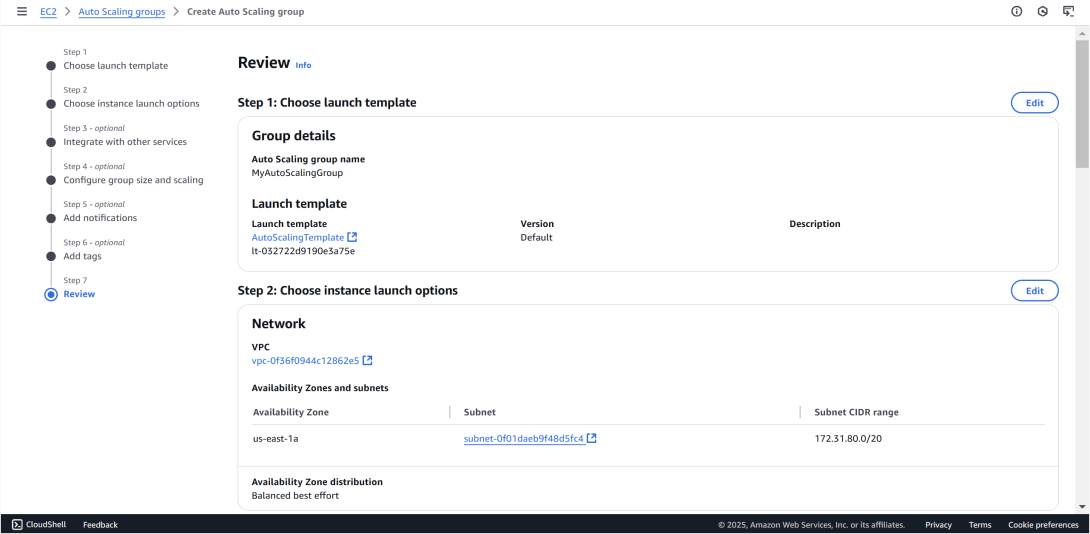 EC2 > Auto Scaling groups > Create Auto Scaling group
Step 1
Choose launch template
Step 2
Choose instance launch options
Step 3 - optional
Integrate with other services
Step 4 - optional
Configure group size and scaling
Step 5 - optional
Add notifications
Step 6 - optional
Add tags
Step 7
Review
Review Info
Step 1: Choose launch template Edit
Group details
Auto Scaling group name
MyAutoScalingGroup
Launch template
Launch template Version Description
AutoScalingTemplate Default
lt-032722d9190e3a75e
Step 2: Choose instance launch options Edit
Network
VPC
vpc-0f36f0944c12862e5
Availability Zones and subnets
Availability Zone Subnet Subnet CIDR range
us-east-1a subnet-0f01daeb9f48d5fc4 172.31.80.0/20
Availability Zone distribution
Balanced best effort
CloudShell Feedback © 2025, Amazon Web Services, Inc. or its affiliates. Privacy Terms Cookie preferences